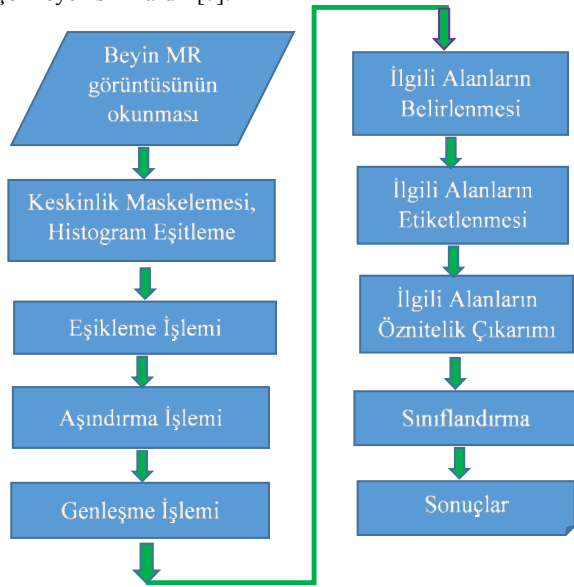 Beyin MR
görüntüsünün
okunması
Keskinlik Maskelemesi,
Histogram Eşitleme
Eşikleme İşlemi
Aşındırma İşlemi
Genleşme İşlemi
İlgili Alanların
Belirlenmesi
İlgili Alanların
Etiketlenmesi
İlgili Alanların
Öznitelik Çıkarımı
Sınıflandırma
Sonuçlar